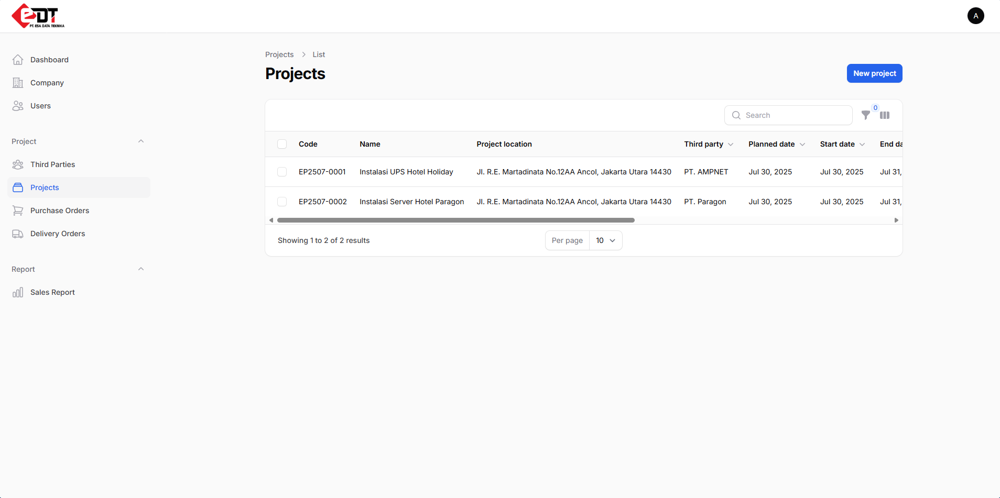 eDT
PT. ESA DATA TEKNIKA
A
Dashboard
Company
Users
Project
Third Parties
Projects
Purchase Orders
Delivery Orders
Report
Sales Report
Projects > List
Projects
New project
Search
0
Code Name Project location Third party Planned date Start date End da
EP2507-0001 Instalasi UPS Hotel Holiday Jl. R.E. Martadinata No.12AA Ancol, Jakarta Utara 14430 PT. AMPNET Jul 30, 2025 Jul 30, 2025 Jul 31,
EP2507-0002 Instalasi Server Hotel Paragon Jl. R.E. Martadinata No.12AA Ancol, Jakarta Utara 14430 PT. Paragon Jul 30, 2025 Jul 30, 2025 Jul 31,
Showing 1 to 2 of 2 results
Per page 10